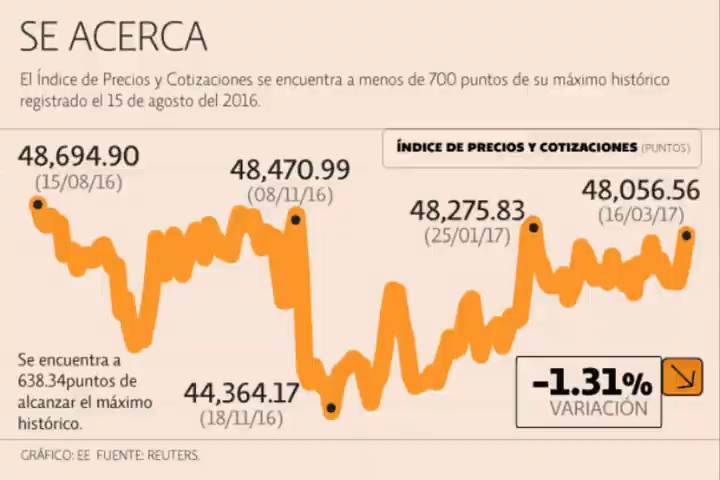 SE ACERCA
El Índice de Precios y Cotizaciones se encuentra a menos de 700 puntos de su máximo histórico
registrado el 15 de agosto del 2016.
ÍNDICE DE PRECIOS Y COTIZACIONES (PUNTOS)
48,694.90
(15/08/16)
48,470.99
(08/11/16)
48,275.83
(25/01/17)
48,056.56
(16/03/17)
Se encuentra a
638.34puntos de
alcanzar el máximo
histórico.
44,364.17
(18/11/16)
-1.31%
VARIACIÓN
GRÁFICO: EE FUENTE: REUTERS.